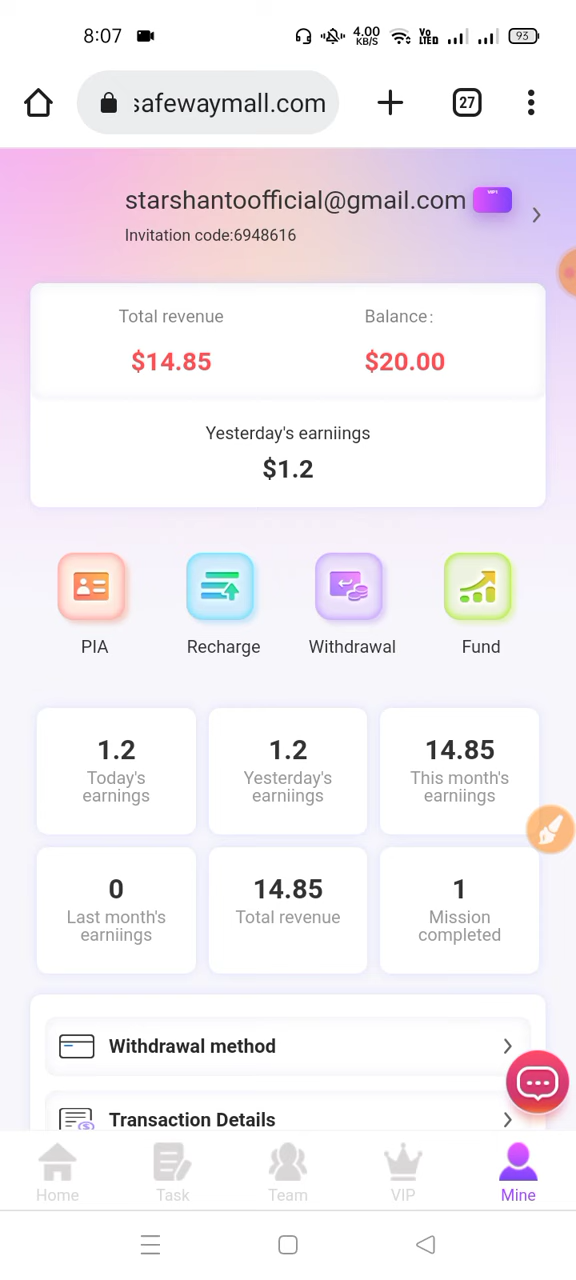 8:07
4.00
KB/S
Vo
LTED
93
safewaymall.com
27
starshantoofficial@gmail.com
Invitation code:6948616
Total revenue
Balance:
$14.85
$20.00
Yesterday's earniings
$1.2
PIA
Recharge
Withdrawal
Fund
1.2
Today's
earnings
1.2
Yesterday's
earniings
14.85
This month's
earniings
0
Last month's
earniings
14.85
Total revenue
1
Mission
completed
Withdrawal method
Transaction Details
Home
Task
Team
VIP
Mine